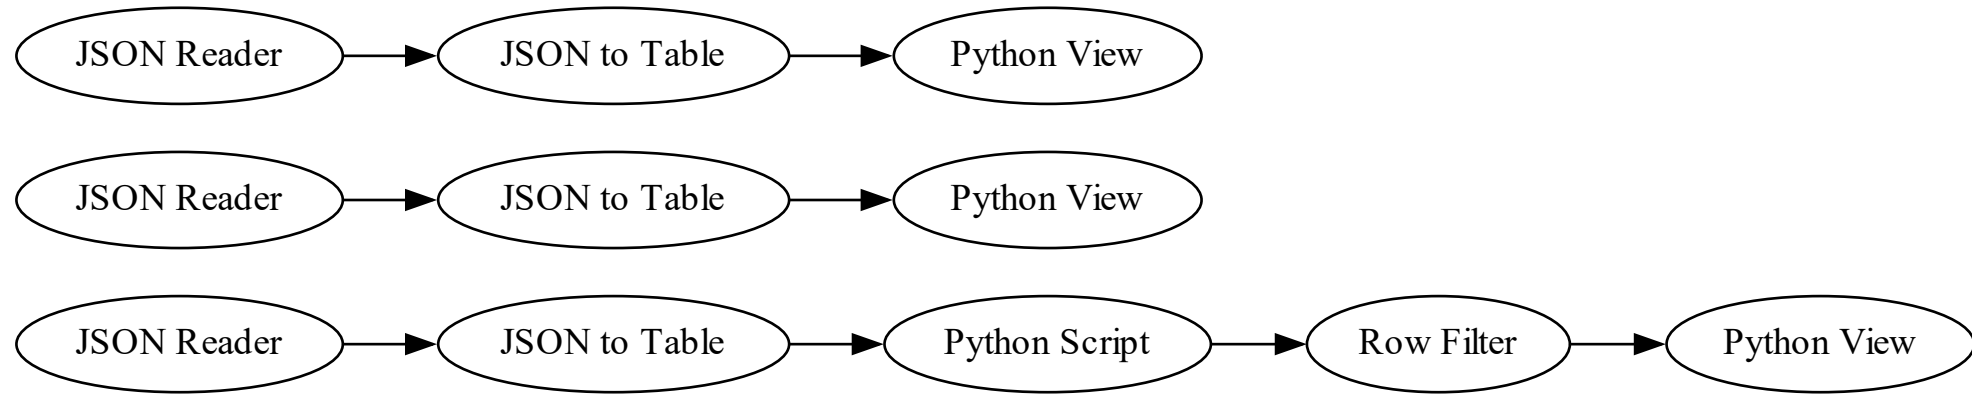 JSON Reader JSON to Table Python View
JSON Reader JSON to Table Python View
JSON Reader JSON to Table Python Script Row Filter Python View